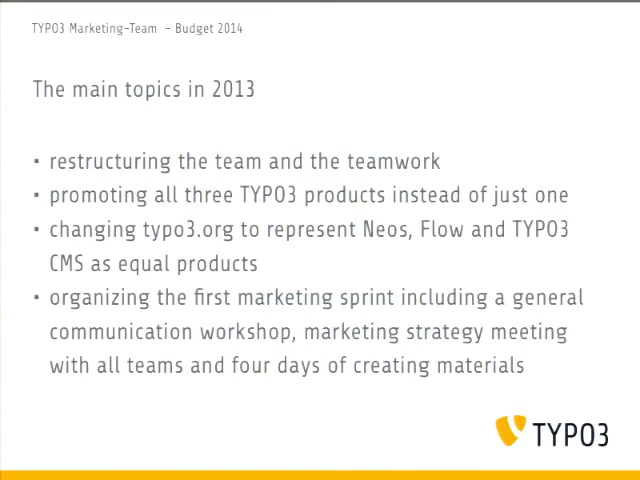 TYPO3 Marketing-Team - Budget 2014
The main topics in 2013
▪ restructuring the team and the teamwork
▪ promoting all three TYPO3 products instead of just one
▪ changing typo3.org to represent Neos, Flow and TYPO3
CMS as equal products
▪ organizing the first marketing sprint including a general
communication workshop, marketing strategy meeting
with all teams and four days of creating materials
TYPO3